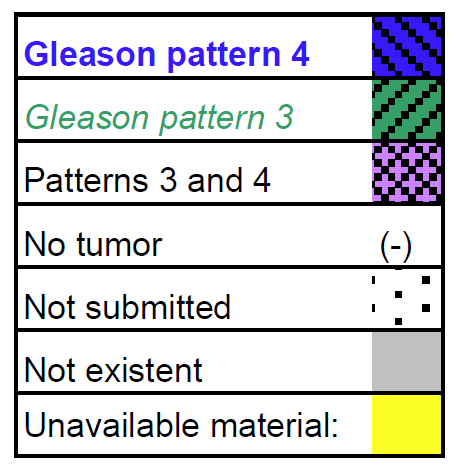 Gleason pattern 4
Gleason pattern 3
Patterns 3 and 4
No tumor (-)
Not submitted
Not existent
Unavailable material: